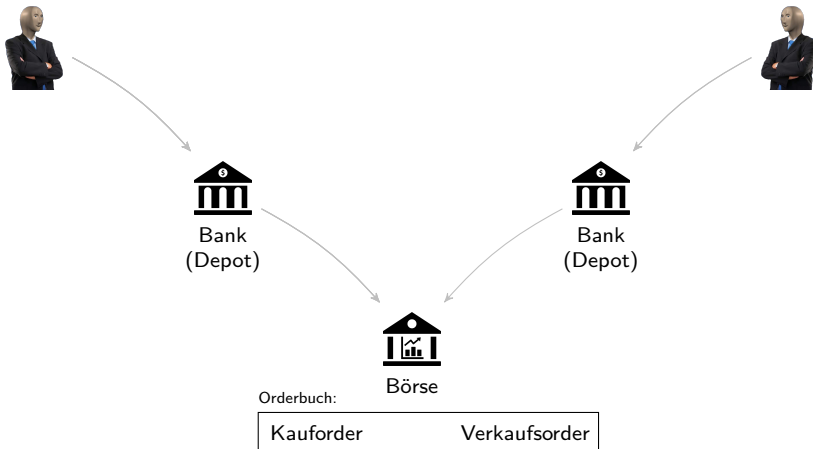 Bank
(Depot)
Bank
(Depot)
Börse
Orderbuch:
Kauforder Verkaufsorder